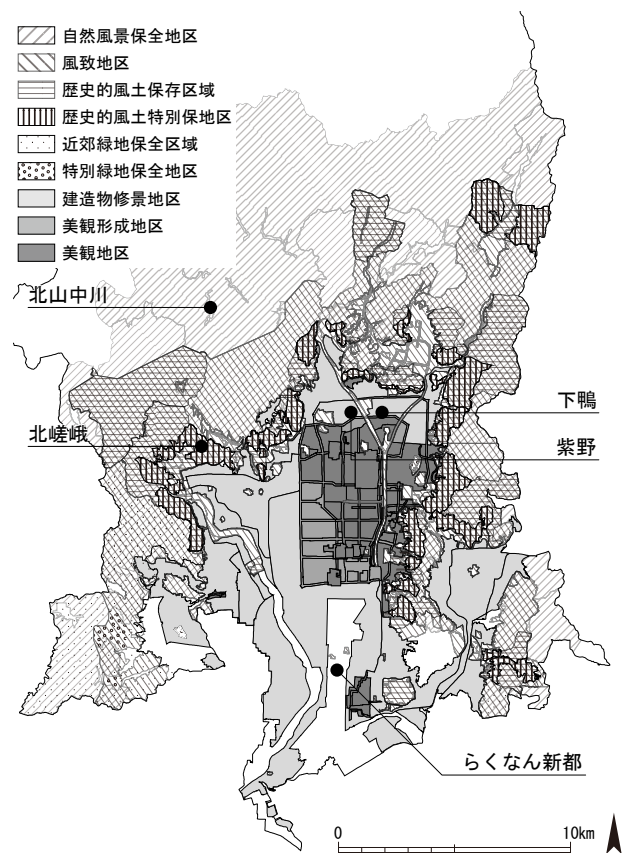 自然風景保全地区
風致地区
歴史的風土保存区域
歴史的風土特別保地区
近郊緑地保全区域
特別緑地保全地区
建造物修景地区
美観形成地区
美観地区
北山中川
下鴨
北嵯峨
紫野
らくなん新都
0 10km